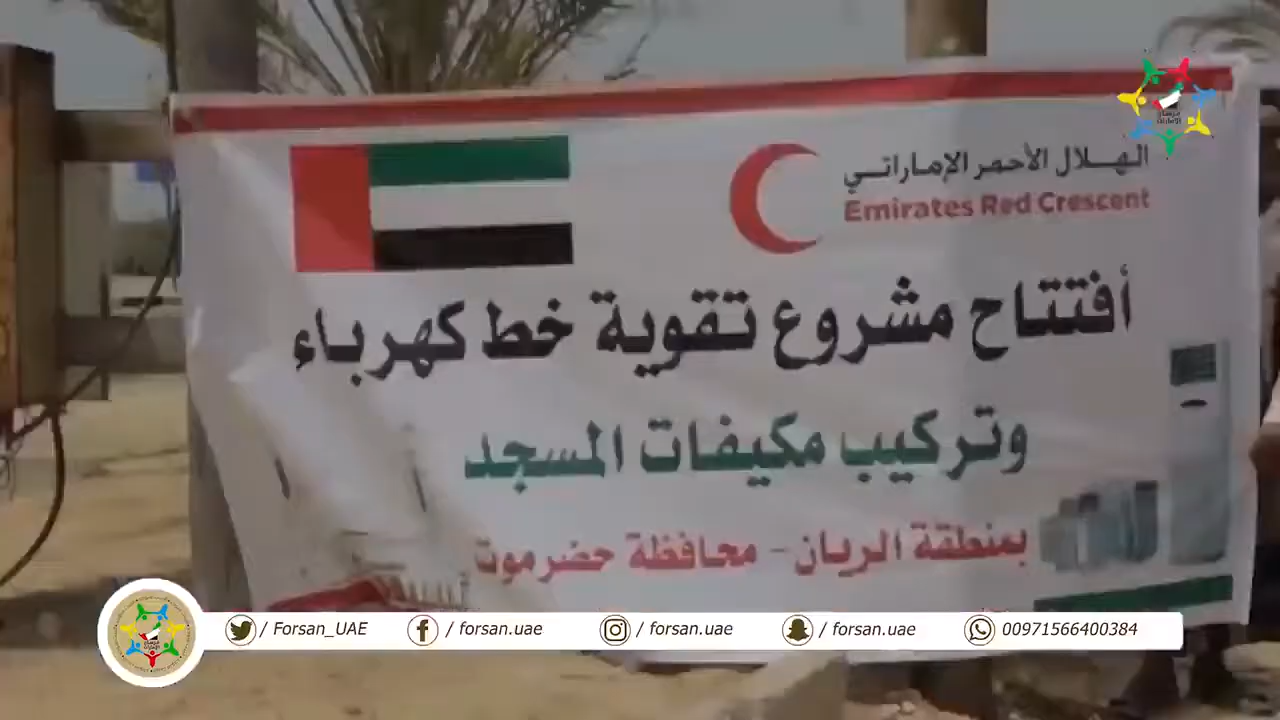 الهلال الأحمر الإماراتي
Emirates Red Crescent
أفتتاح مشروع تقوية خط كهرباء
وتركيب مكيفات المسجد
بمنطقة الريان - محافظة حضرموت
/ Forsan_UAE
/ forsan.uae
/ forsan.uae
/ forsan.uae
00971566400384